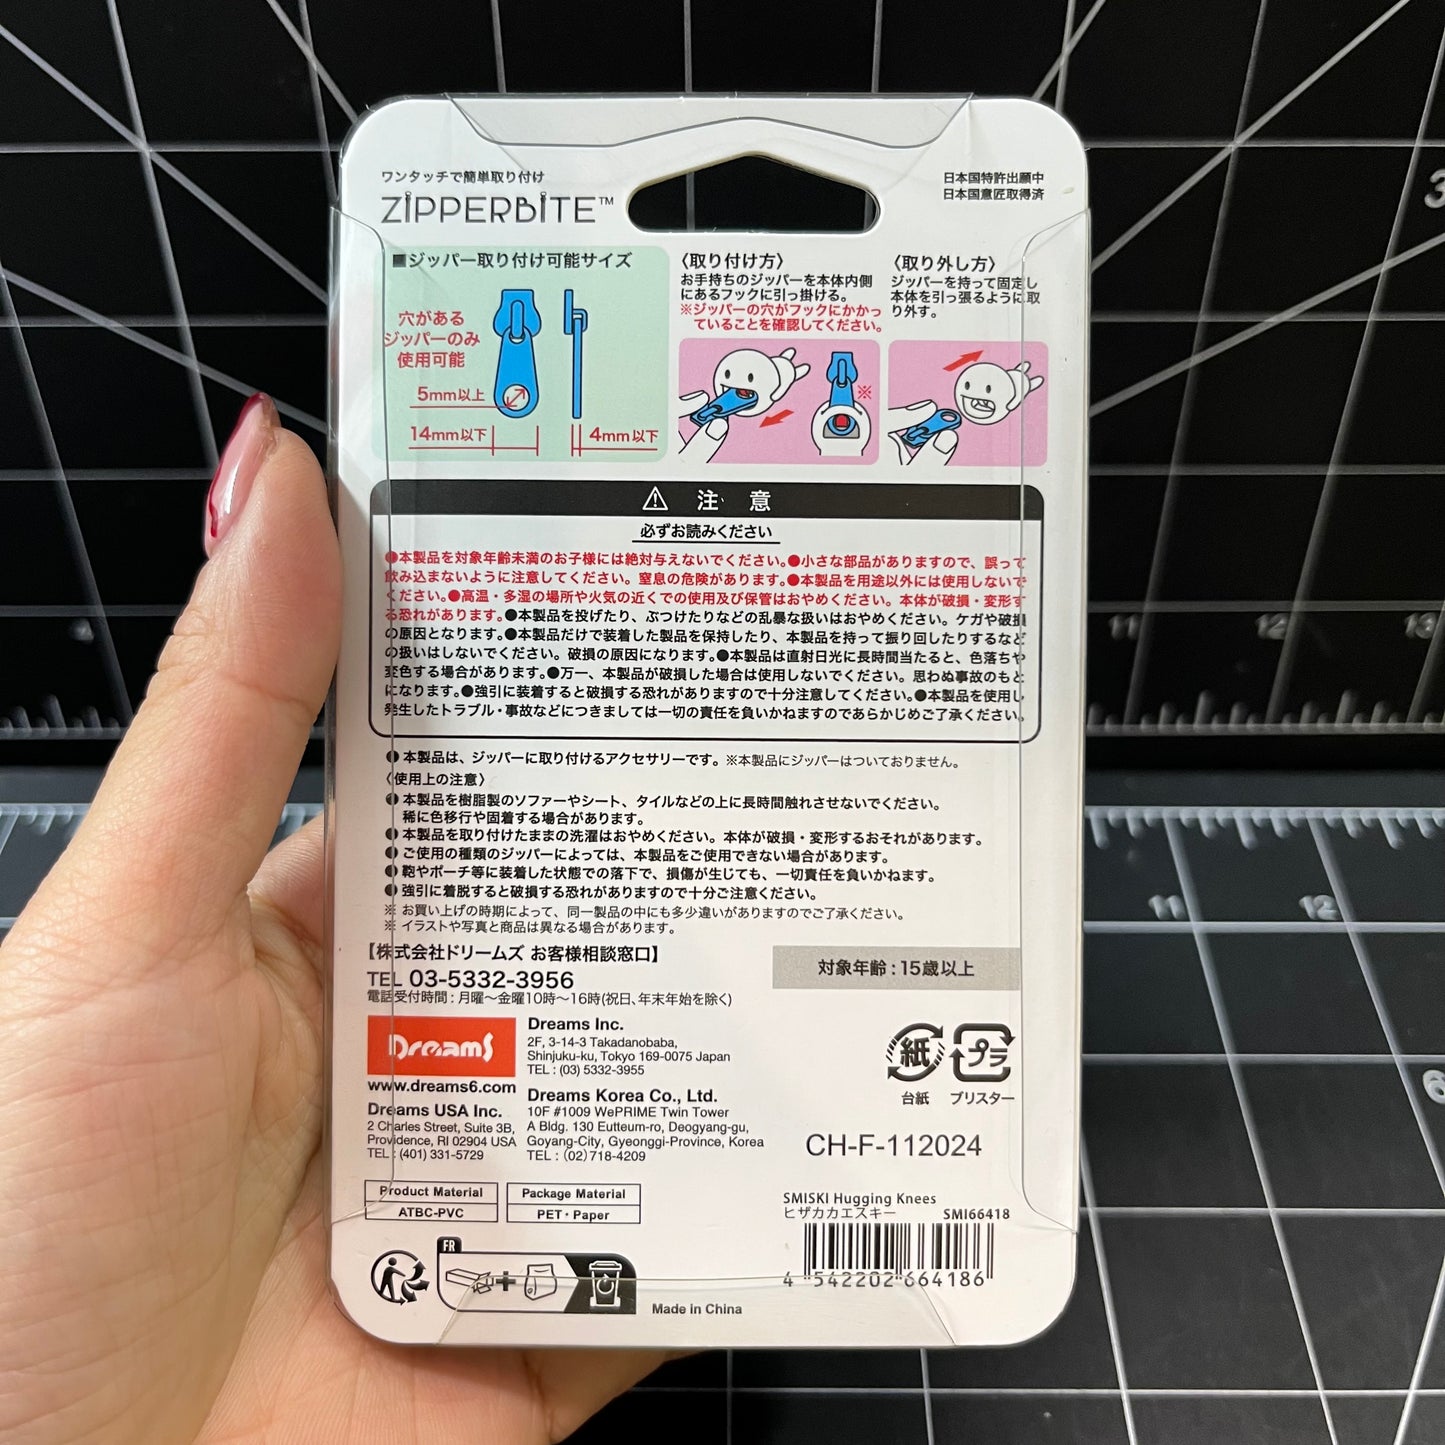 ワンタッチで簡単取り付け
ZIPPERBITE™
日本国特許出願中
日本国意匠取得済
■ジッパー取り付け可能サイズ
穴がある
ジッパーのみ
使用可能
5mm以上
14mm以下
4mm以下
〈取り付け方〉
お手持ちのジッパーを本体内側
にあるフックに引っ掛ける。
※ジッパーの穴がフックにかかっ
ていることを確認してください。
※
〈取り外し方〉
ジッパーを持って固定し
本体を引っ張るように取
り外す。
⚠ 注意
必ずお読みください
●本製品を対象年齢未満のお子様には絶対与えないでください。●小さな部品がありますので、誤って
飲み込まないように注意してください。窒息の危険があります。●本製品を用途以外には使用しないで
ください。●高温・多湿の場所や火気の近くでの使用及び保管はおやめください。本体が破損・変形す
る恐れがあります。●本製品を投げたり、ぶつけたりなどの乱暴な扱いはおやめください。ケガや破損
の原因となります。●本製品だけで装着した製品を保持したり、本製品を持って振り回したりするなど
の扱いはしないでください。破損の原因になります。●本製品は直射日光に長時間当たると、色落ちや
変色する場合があります。●万一、本製品が破損した場合は使用しないでください。思わぬ事故のもと
になります。●強引に装着すると破損する恐れがありますので十分注意してください。●本製品を使用し
発生したトラブル・事故などにつきましては一切の責任を負いかねますのであらかじめご了承ください。
● 本製品は、ジッパーに取り付けるアクセサリーです。※本製品にジッパーはついておりません。
〈使用上の注意〉
● 本製品を樹脂製のソファーやシート、タイルなどの上に長時間触れさせないでください。
稀に色移行や固着する場合があります。
● 本製品を取り付けたままの洗濯はおやめください。本体が破損・変形するおそれがあります。
● ご使用の種類のジッパーによっては、本製品をご使用できない場合があります。
● 鞄やポーチ等に装着した状態での落下で、損傷が生じても、一切責任を負いかねます。
● 強引に着脱すると破損する恐れがありますので十分ご注意ください。
※ お買い上げの時期によって、同一製品の中にも多少違いがありますのでご了承ください。
※ イラストや写真と商品は異なる場合があります。
【株式会社ドリームズ お客様相談窓口】
TEL 03-5332-3956
電話受付時間：月曜〜金曜10時〜16時(祝日、年末年始を除く)
対象年齢：15歳以上
DreamS
www.dreams6.com
Dreams Inc.
2F, 3-14-3 Takadanobaba,
Shinjuku-ku, Tokyo 169-0075 Japan
TEL : (03) 5332-3955
Dreams USA Inc.
2 Charles Street, Suite 3B,
Providence, RI 02904 USA
TEL : (401) 331-5729
Dreams Korea Co., Ltd.
10F #1009 WePRIME Twin Tower
A Bldg. 130 Eutteum-ro, Deogyang-gu,
Goyang-City, Gyeonggi-Province, Korea
TEL : (02) 718-4209
紙
プラ
台紙
ブリスター
CH-F-112024
Product Material
ATBC-PVC
Package Material
PET・Paper
SMISKI Hugging Knees
ヒザカカエスキー SMI66418
4 542202 664186
FR
Made in China
11
12
11
12
3
6